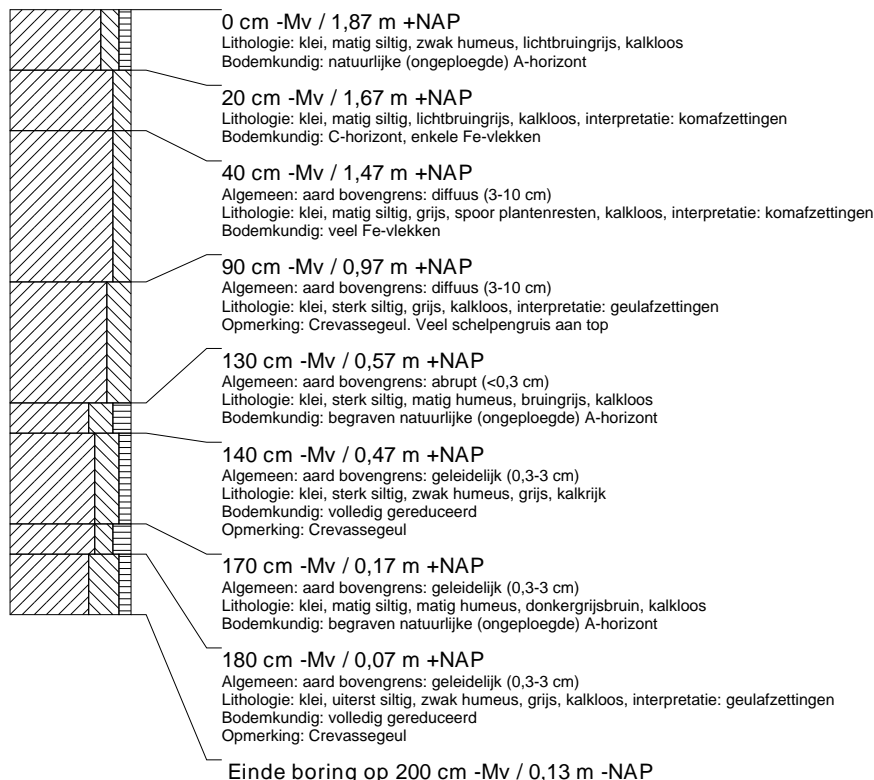 0 cm -Mv / 1,87 m +NAP
Lithologie: klei, matig siltig, zwak humeus, lichtbruingrijs, kalkloos
Bodemkundig: natuurlijke (ongeploegde) A-horizont
20 cm -Mv / 1,67 m +NAP
Lithologie: klei, matig siltig, lichtbruingrijs, kalkloos, interpretatie: komafzettingen
Bodemkundig: C-horizont, enkele Fe-vlekken
40 cm -Mv / 1,47 m +NAP
Algemeen: aard bovengrens: diffuus (3-10 cm)
Lithologie: klei, matig siltig, grijs, spoor plantenresten, kalkloos, interpretatie: komafzettingen
Bodemkundig: veel Fe-vlekken
90 cm -Mv / 0,97 m +NAP
Algemeen: aard bovengrens: diffuus (3-10 cm)
Lithologie: klei, sterk siltig, grijs, kalkloos, interpretatie: geulafzettingen
Opmerking: Crevassegeul. Veel schelpengruis aan top
130 cm -Mv / 0,57 m +NAP
Algemeen: aard bovengrens: abrupt (<0,3 cm)
Lithologie: klei, sterk siltig, matig humeus, bruingrijs, kalkloos
Bodemkundig: begraven natuurlijke (ongeploegde) A-horizont
140 cm -Mv / 0,47 m +NAP
Algemeen: aard bovengrens: geleidelijk (0,3-3 cm)
Lithologie: klei, sterk siltig, zwak humeus, grijs, kalkrijk
Bodemkundig: volledig gereduceerd
Opmerking: Crevassegeul
170 cm -Mv / 0,17 m +NAP
Algemeen: aard bovengrens: geleidelijk (0,3-3 cm)
Lithologie: klei, matig siltig, matig humeus, donkergrijsbruin, kalkloos
Bodemkundig: begraven natuurlijke (ongeploegde) A-horizont
180 cm -Mv / 0,07 m +NAP
Algemeen: aard bovengrens: geleidelijk (0,3-3 cm)
Lithologie: klei, uiterst siltig, zwak humeus, grijs, kalkloos, interpretatie: geulafzettingen
Bodemkundig: volledig gereduceerd
Opmerking: Crevassegeul
Einde boring op 200 cm -Mv / 0,13 m -NAP